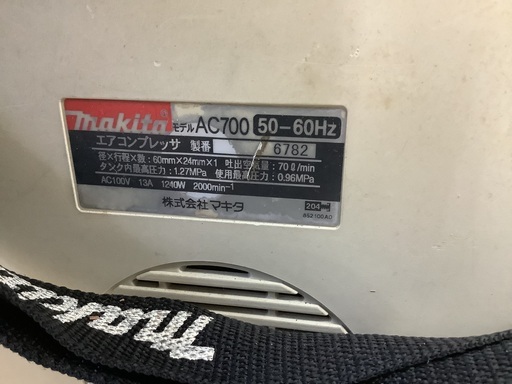 makita モデル AC700 50-60Hz
エアコンプレッサ 製番 6782
径×行程×数:60mm×24mm×1 吐出空気量:70ℓ/min
タンク内最高圧力:1.27MPa 使用最高圧力:0.96MPa
AC100V 13A 1240W 2000min⁻¹
株式会社マキタ
204
852100A0
makita